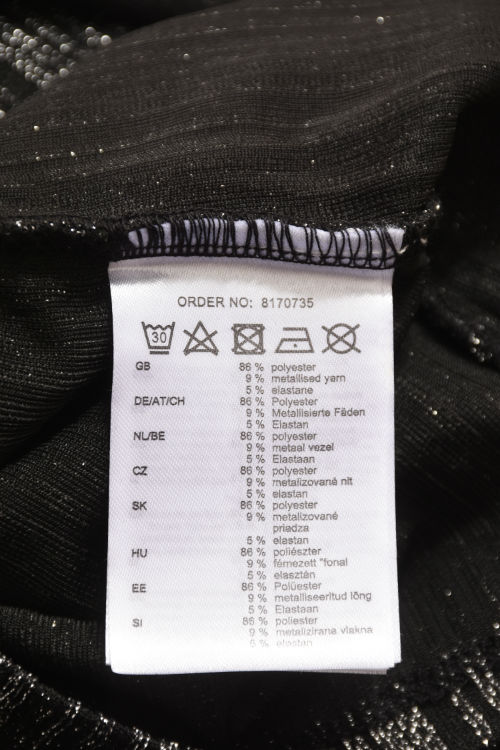 ORDER NO: 8170735
30
GB 86 % polyester
9 % metallised yarn
5 % elastane
DE/AT/CH 86 % Polyester
9 % Metallisierte Fäden
5 % Elastan
NL/BE 86 % polyester
9 % metaal vezel
5 % Elastaan
CZ 86 % polyester
9 % metalizované nit
5 % elastan
SK 86 % polyester
9 % metalizované
priadza
5 % elastan
HU 86 % poliészter
9 % fémezett "fonal
5 % elasztén
EE 86 % Polüester
9 % metalliseeritud lõng
5 % Elastaan
SI 86 % poliester
9 % metalizirana vlakna
5 % elastan